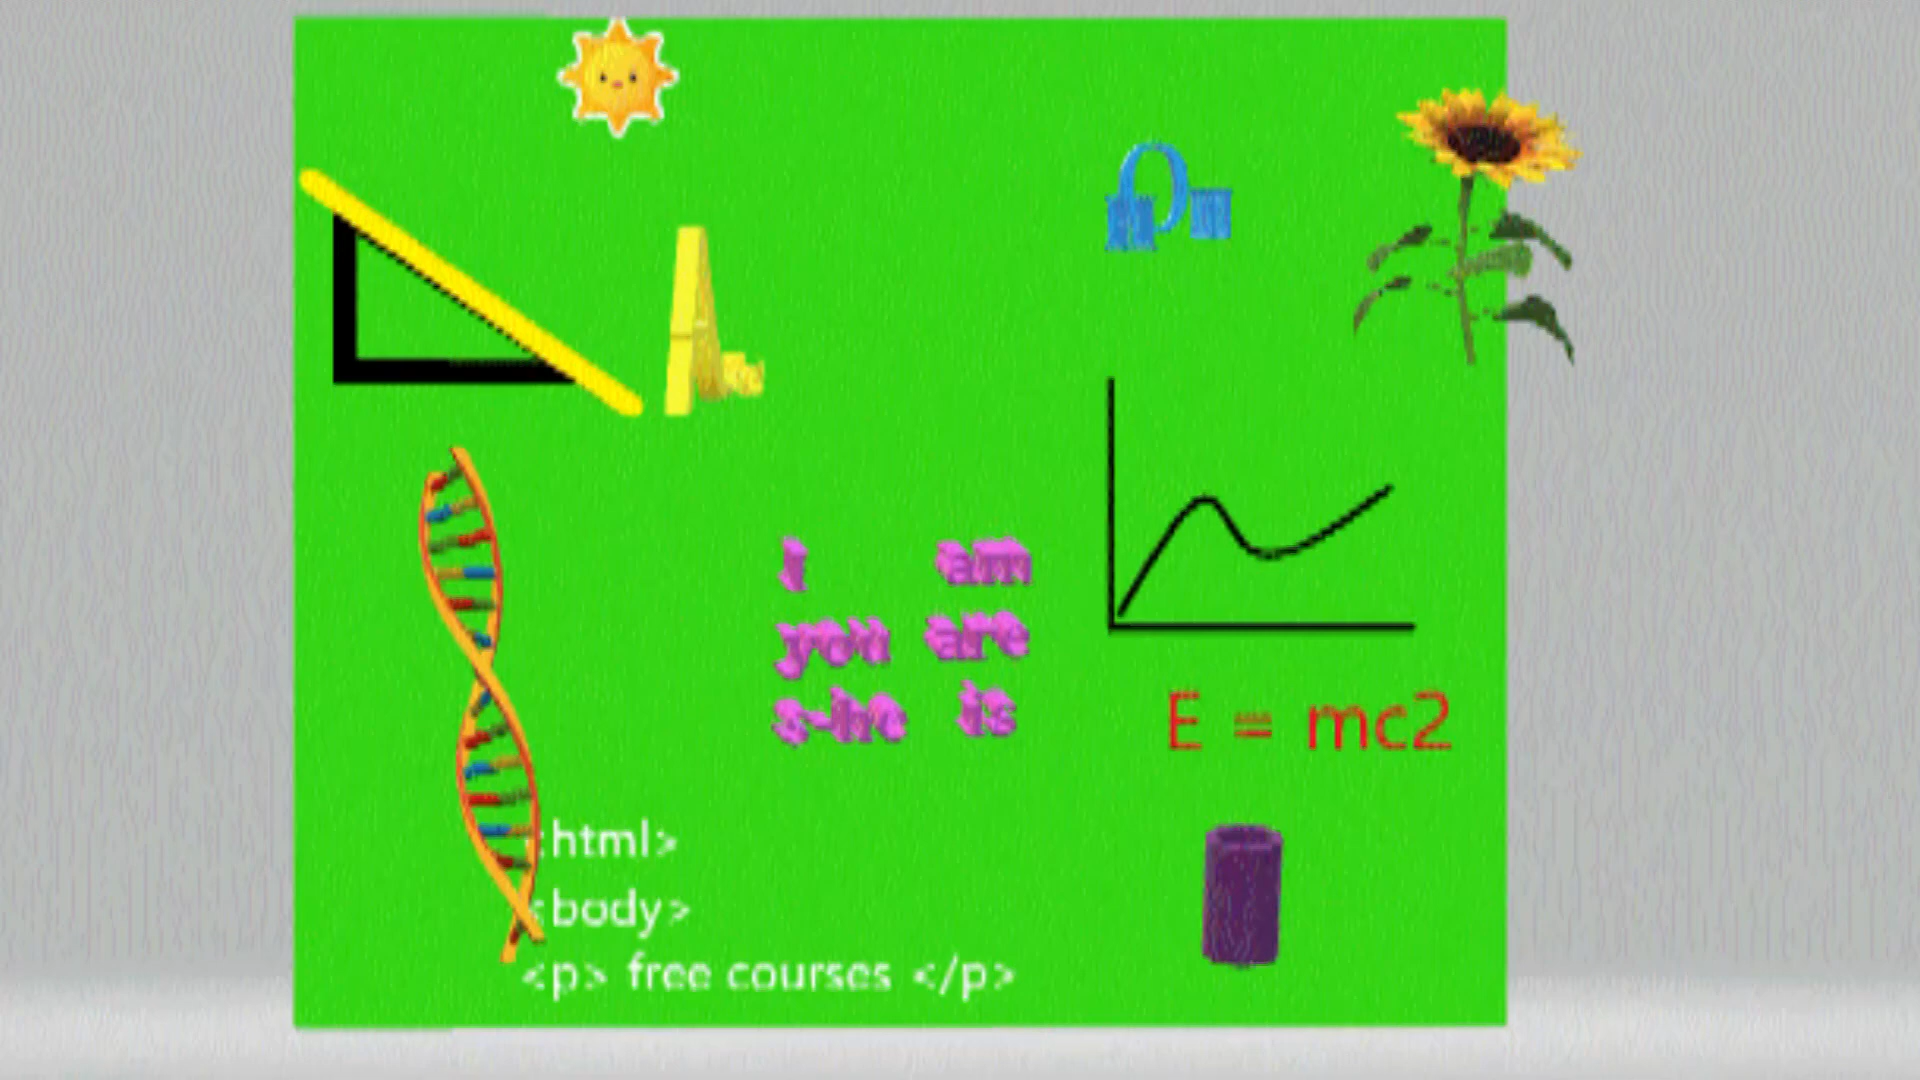 I am
you are
s-he is
E = mc2
<html>
<body>
<p> free courses </p>